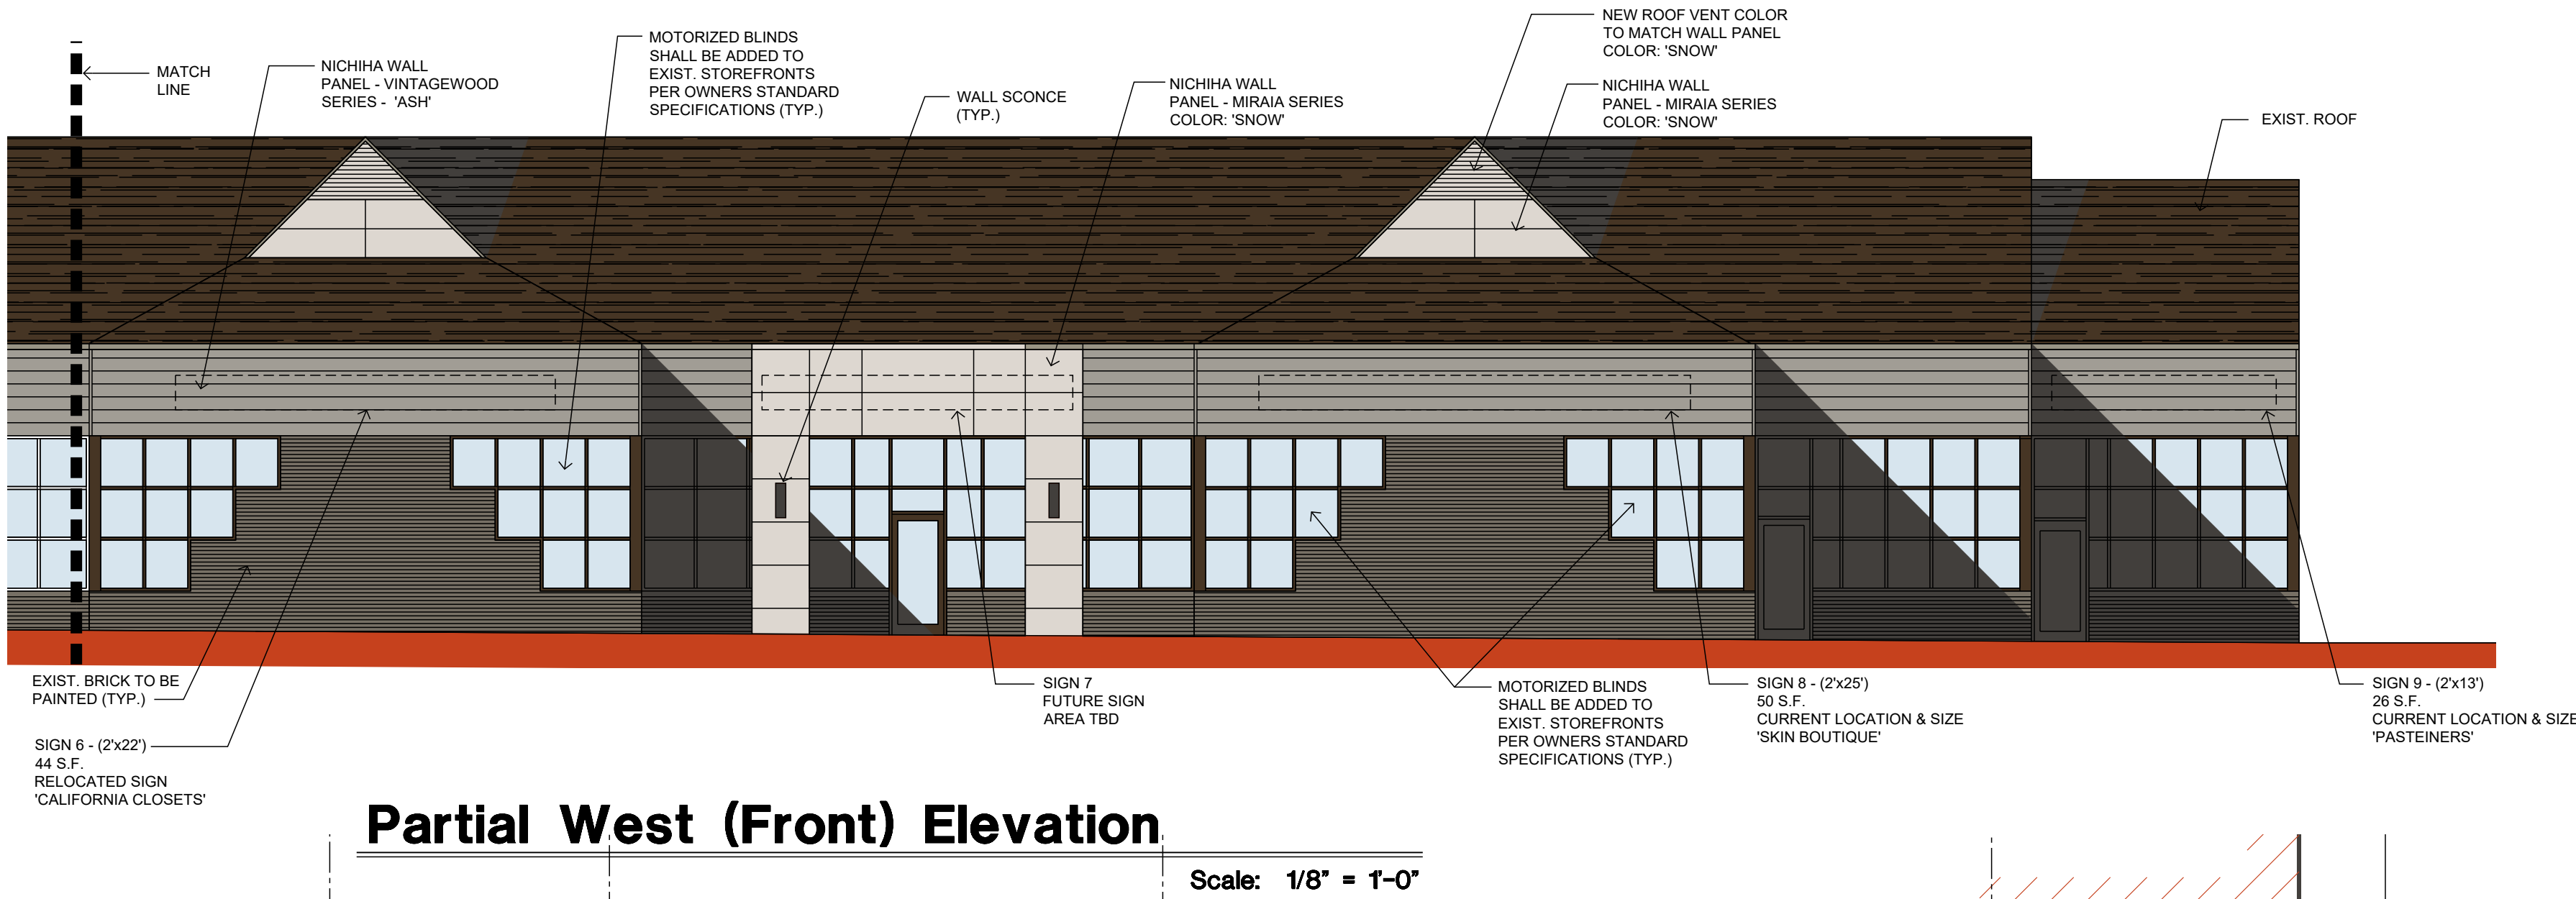 MATCH
LINE
NICHIHA WALL
PANEL - VINTAGEWOOD
SERIES - 'ASH'
MOTORIZED BLINDS
SHALL BE ADDED TO
EXIST. STOREFRONTS
PER OWNERS STANDARD
SPECIFICATIONS (TYP.)
WALL SCONCE
(TYP.)
NICHIHA WALL
PANEL - MIRAIA SERIES
COLOR: 'SNOW'
NEW ROOF VENT COLOR
TO MATCH WALL PANEL
COLOR: 'SNOW'
NICHIHA WALL
PANEL - MIRAIA SERIES
COLOR: 'SNOW'
EXIST. ROOF
EXIST. BRICK TO BE
PAINTED (TYP.)
SIGN 6 - (2'x22')
44 S.F.
RELOCATED SIGN
'CALIFORNIA CLOSETS'
SIGN 7
FUTURE SIGN
AREA TBD
MOTORIZED BLINDS
SHALL BE ADDED TO
EXIST. STOREFRONTS
PER OWNERS STANDARD
SPECIFICATIONS (TYP.)
SIGN 8 - (2'x25')
50 S.F.
CURRENT LOCATION & SIZE
'SKIN BOUTIQUE'
SIGN 9 - (2'x13')
26 S.F.
CURRENT LOCATION & SIZE
'PASTEINERS'
Partial West (Front) Elevation
Scale: 1/8" = 1'-0"